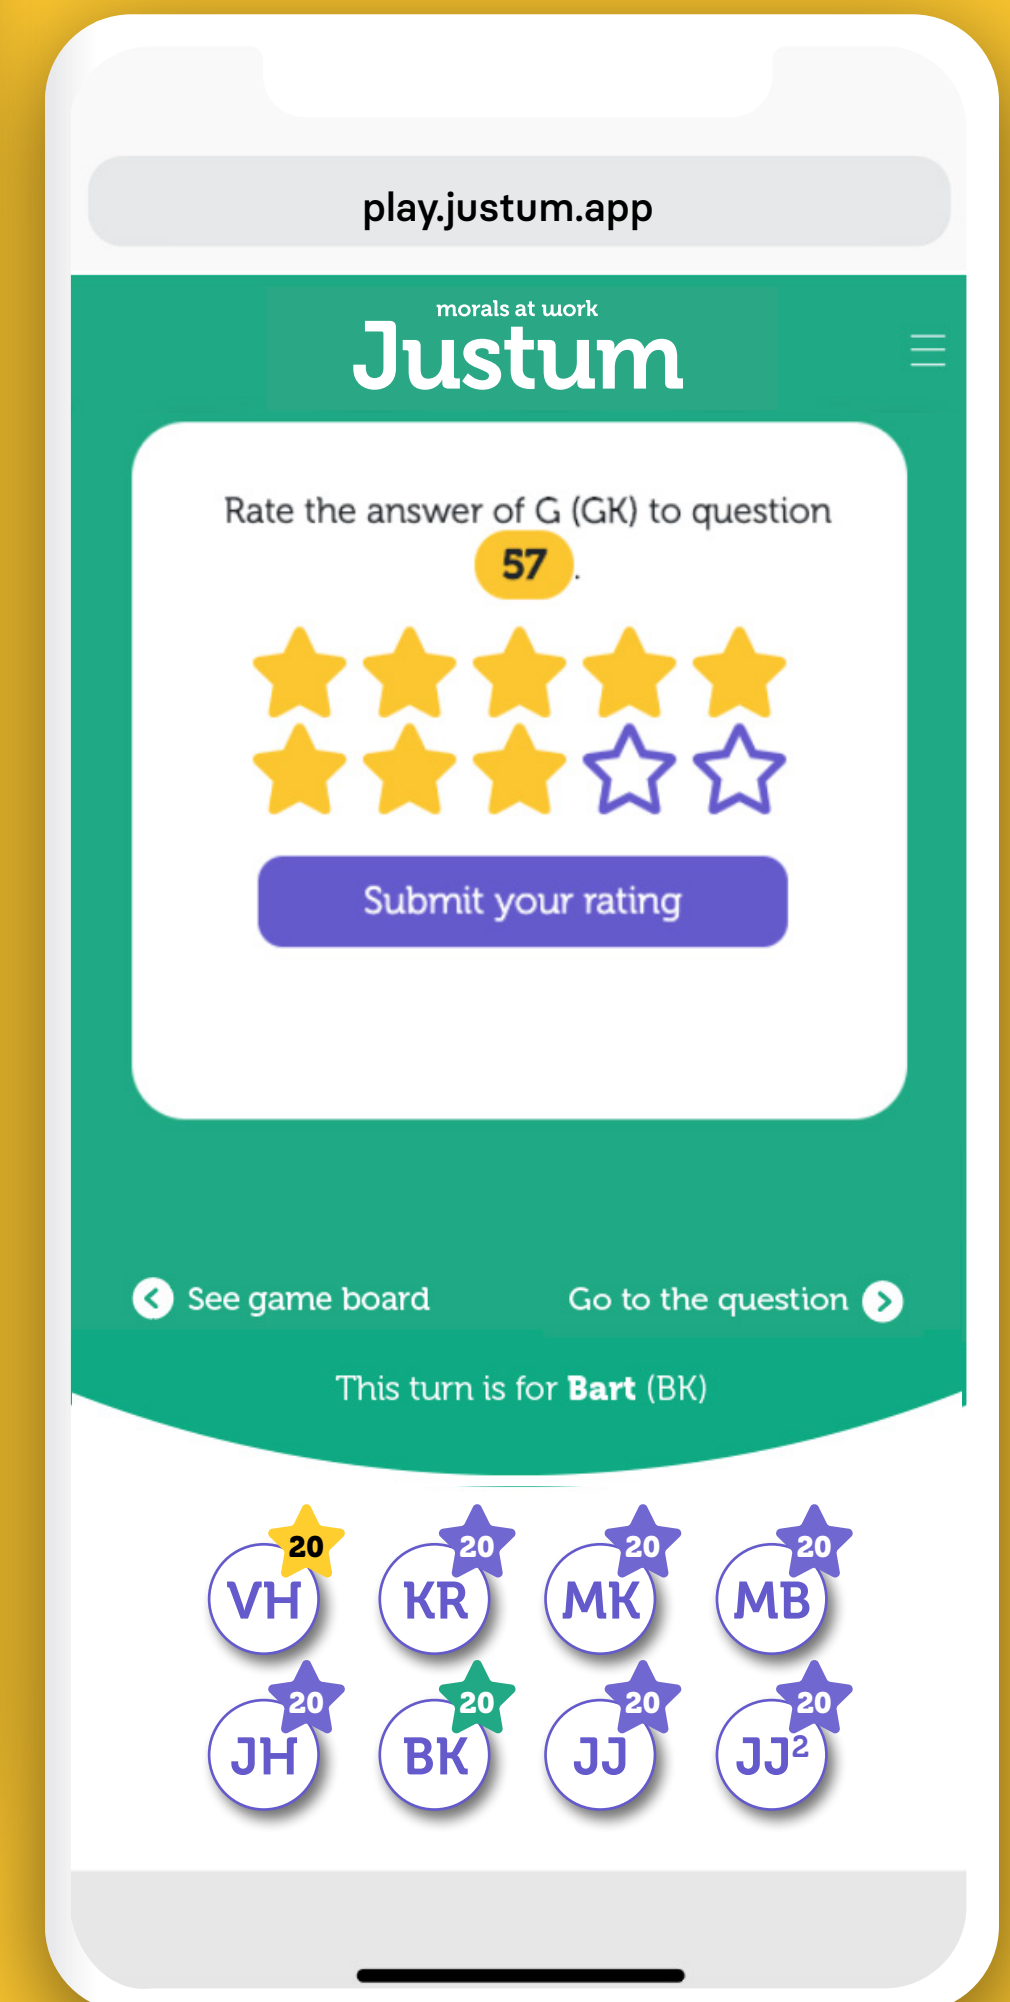 play.justum.app
morals at work
Justum
Rate the answer of G (GK) to question
57 .
Submit your rating
See game board
Go to the question
This turn is for Bart (BK)
20 20 20 20
VH KR MK MB
20 20 20 20
JH BK JJ JJ²